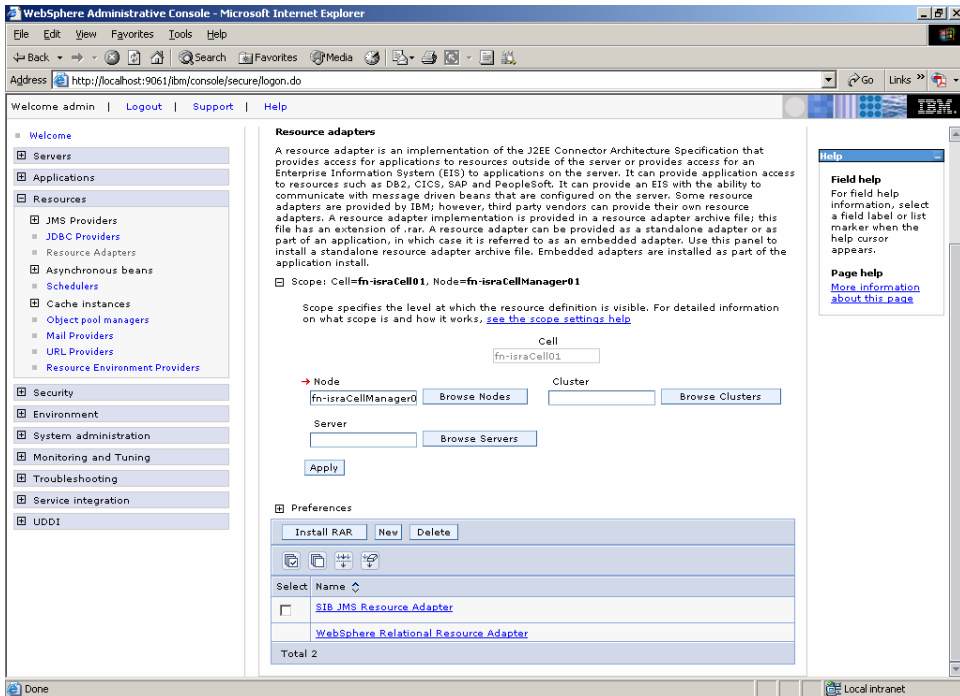 WebSphere Administrative Console - Microsoft Internet Explorer
File Edit View Favorites Tools Help
Back Search Favorites Media
Address http://localhost:9061/ibm/console/secure/logon.do Go Links »
Welcome admin | Logout | Support | Help
IBM.
Welcome
Servers
Applications
Resources
JMS Providers
JDBC Providers
Resource Adapters
Asynchronous beans
Schedulers
Cache instances
Object pool managers
Mail Providers
URL Providers
Resource Environment Providers
Security
Environment
System administration
Monitoring and Tuning
Troubleshooting
Service integration
UDDI
Resource adapters
A resource adapter is an implementation of the J2EE Connector Architecture Specification that
provides access for applications to resources outside of the server or provides access for an
Enterprise Information System (EIS) to applications on the server. It can provide application access
to resources such as DB2, CICS, SAP and PeopleSoft. It can provide an EIS with the ability to
communicate with message driven beans that are configured on the server. Some resource
adapters are provided by IBM; however, third party vendors can provide their own resource
adapters. A resource adapter implementation is provided in a resource adapter archive file; this
file has an extension of .rar. A resource adapter can be provided as a standalone adapter or as
part of an application, in which case it is referred to as an embedded adapter. Use this panel to
install a standalone resource adapter archive file. Embedded adapters are installed as part of the
application install.
Scope: Cell=fn-israCell01, Node=fn-israCellManager01
Scope specifies the level at which the resource definition is visible. For detailed information
on what scope is and how it works, see the scope settings help
Cell
fn-israCell01
Node Cluster
fn-israCellManager0 Browse Nodes Browse Clusters
Server
Browse Servers
Apply
Preferences
Install RAR New Delete
Select Name
SIB JMS Resource Adapter
WebSphere Relational Resource Adapter
Total 2
Help
Field help
For field help
information, select
a field label or list
marker when the
help cursor
appears.
Page help
More information
about this page
Done Local intranet